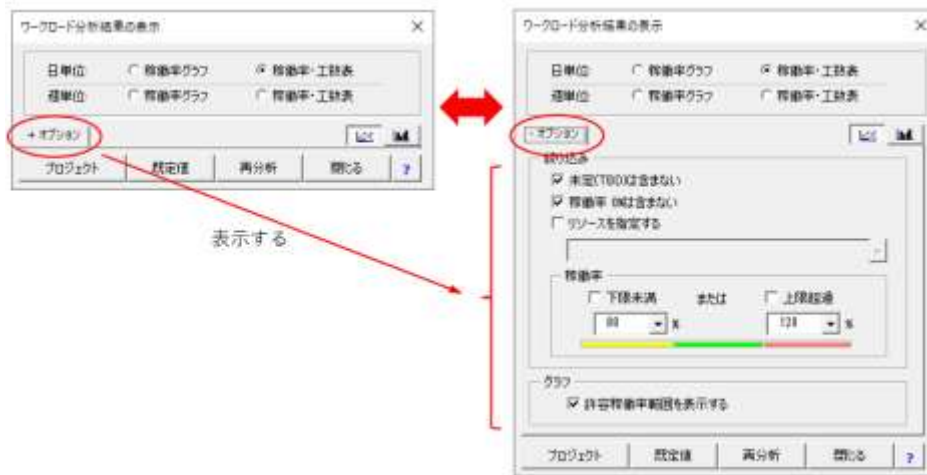 ワークロード分析結果の表示 ×
日単位 稼働率グラフ 稼働率・工数表
週単位 稼働率グラフ 稼働率・工数表
+ オプション
プロジェクト 既定値 再分析 閉じる ?
表示する
ワークロード分析結果の表示 ×
日単位 稼働率グラフ 稼働率・工数表
週単位 稼働率グラフ 稼働率・工数表
- オプション
絞り込み
未定(TBD)は含まない
稼働率 0%は含まない
リソースを指定する
稼働率
下限未満 または 上限超過
80 % 120 %
グラフ
許容稼働率範囲を表示する
プロジェクト 既定値 再分析 閉じる ?